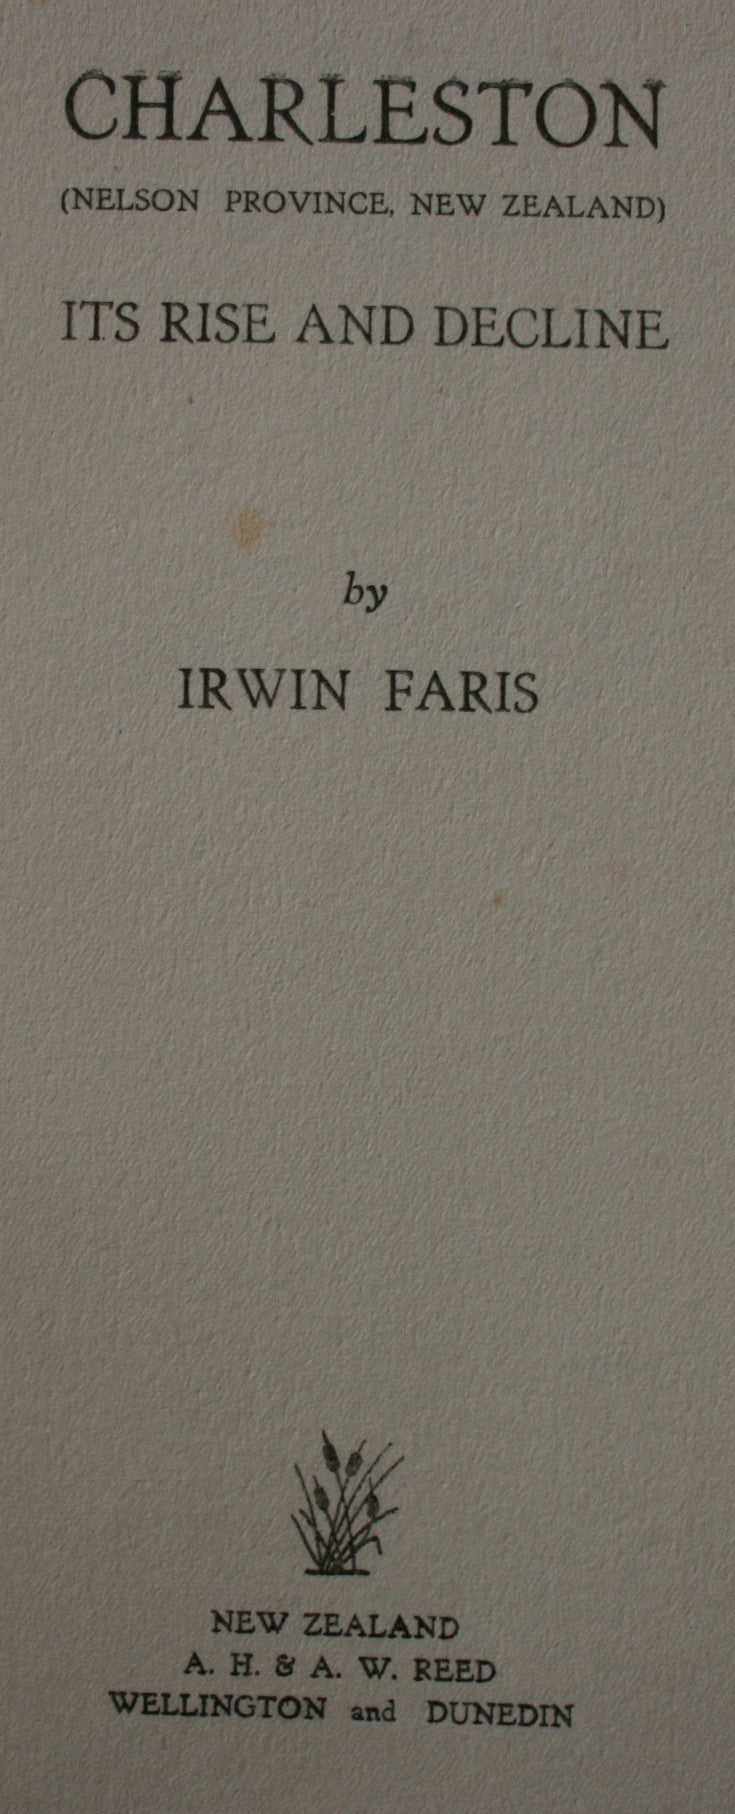 CHARLESTON
(NELSON PROVINCE, NEW ZEALAND)
ITS RISE AND DECLINE
by
IRWIN FARIS
NEW ZEALAND
A. H. & A. W. REED
WELLINGTON and DUNEDIN